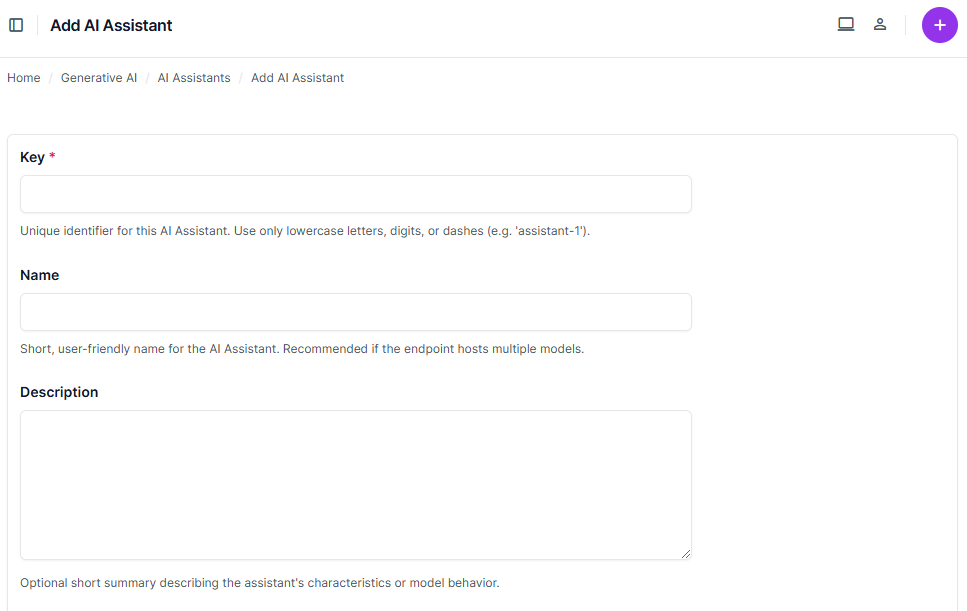 Add AI Assistant
Home / Generative AI / AI Assistants / Add AI Assistant
Key *
Unique identifier for this AI Assistant. Use only lowercase letters, digits, or dashes (e.g. 'assistant-1').
Name
Short, user-friendly name for the AI Assistant. Recommended if the endpoint hosts multiple models.
Description
Optional short summary describing the assistant's characteristics or model behavior.